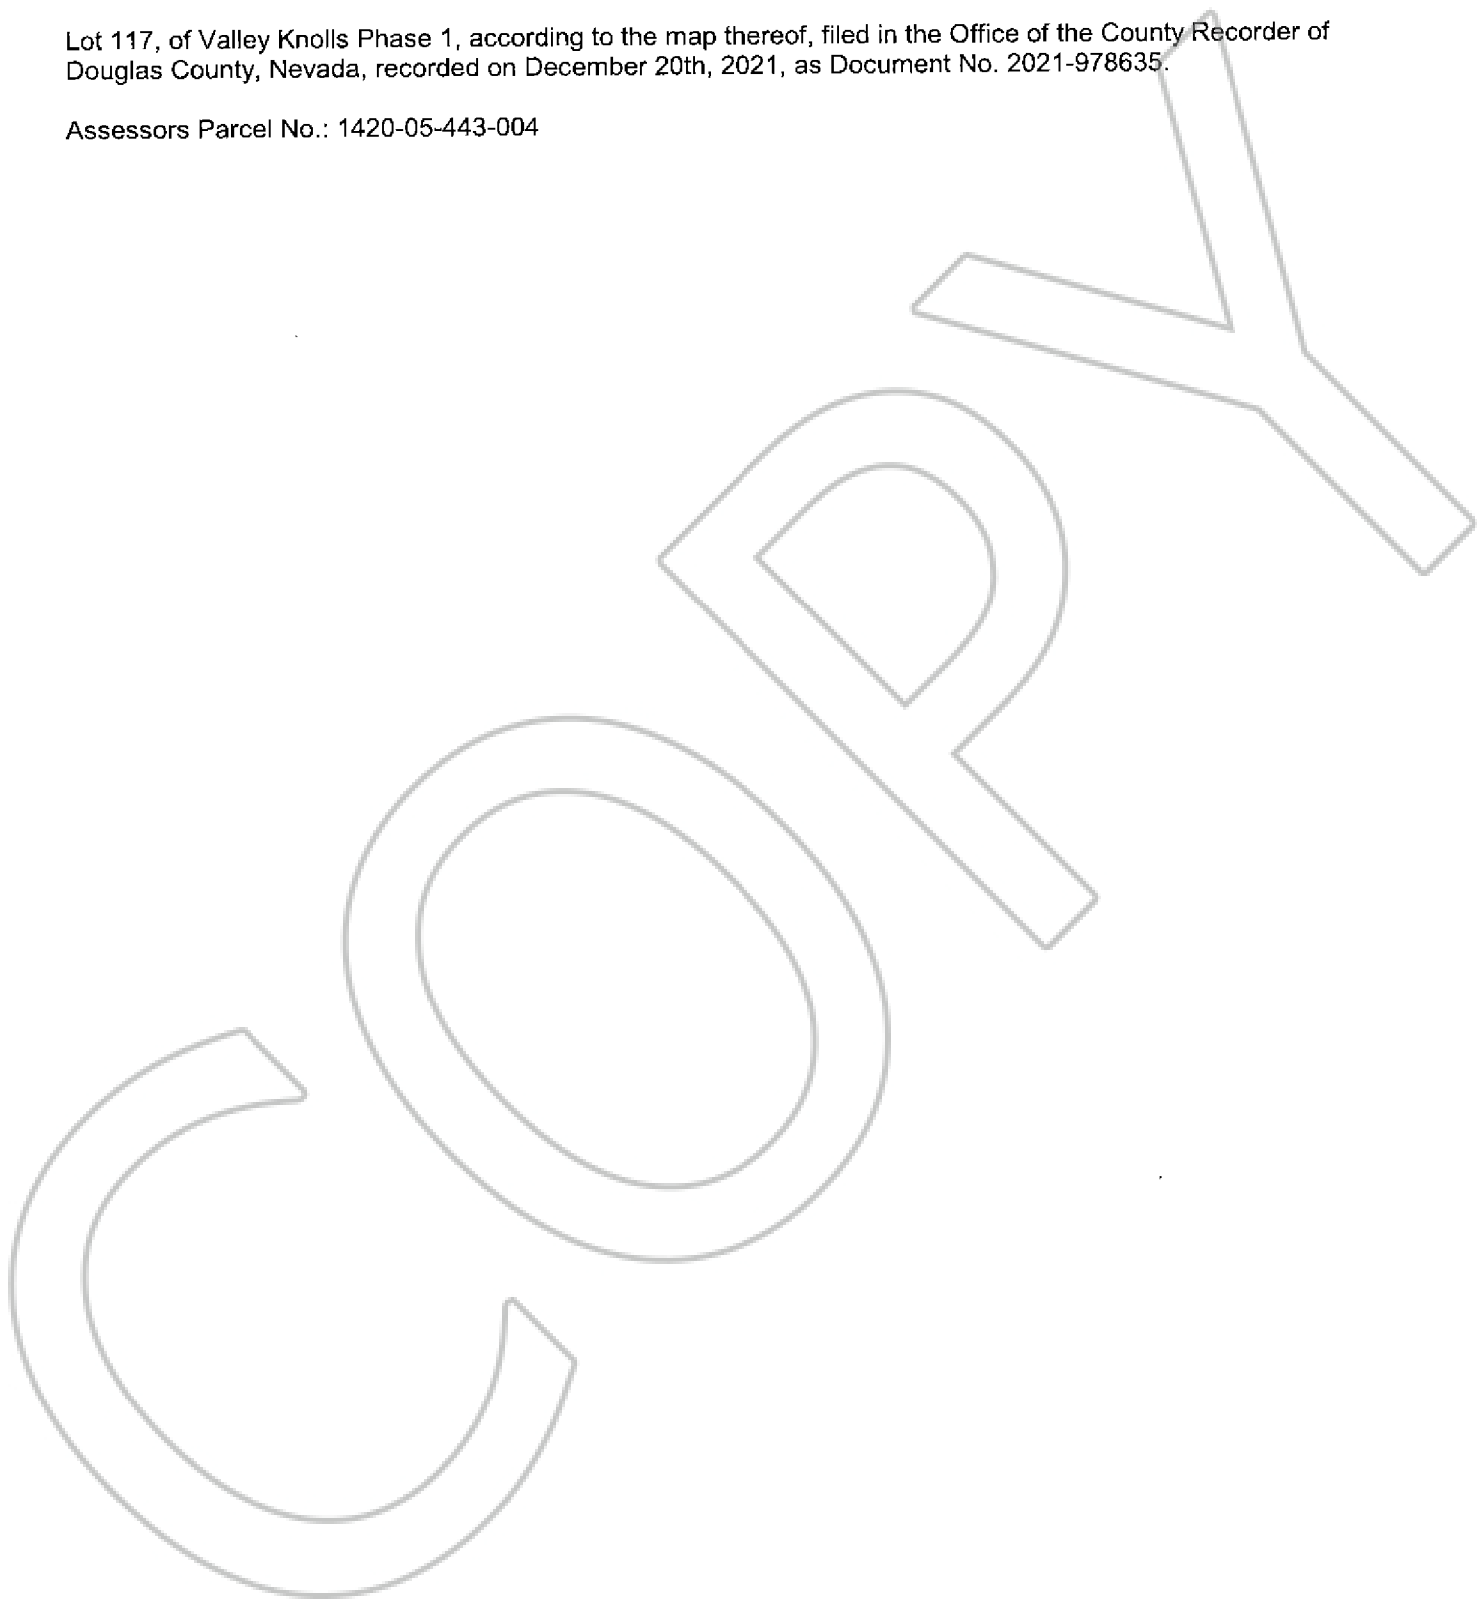 Lot 117, of Valley Knolls Phase 1, according to the map thereof, filed in the Office of the County Recorder of
Douglas County, Nevada, recorded on December 20th, 2021, as Document No. 2021-978635.
Assessors Parcel No.: 1420-05-443-004
COPY